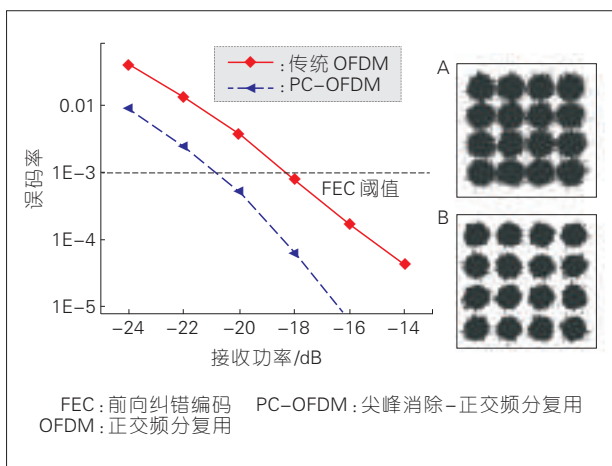 :传统 OFDM
:PC-OFDM
A
B
误码率
0.01
1E-3
1E-4
1E-5
FEC 阈值
-24 -22 -20 -18 -16 -14
接收功率/dB
FEC:前向纠错编码 PC-OFDM:尖峰消除-正交频分复用
OFDM:正交频分复用